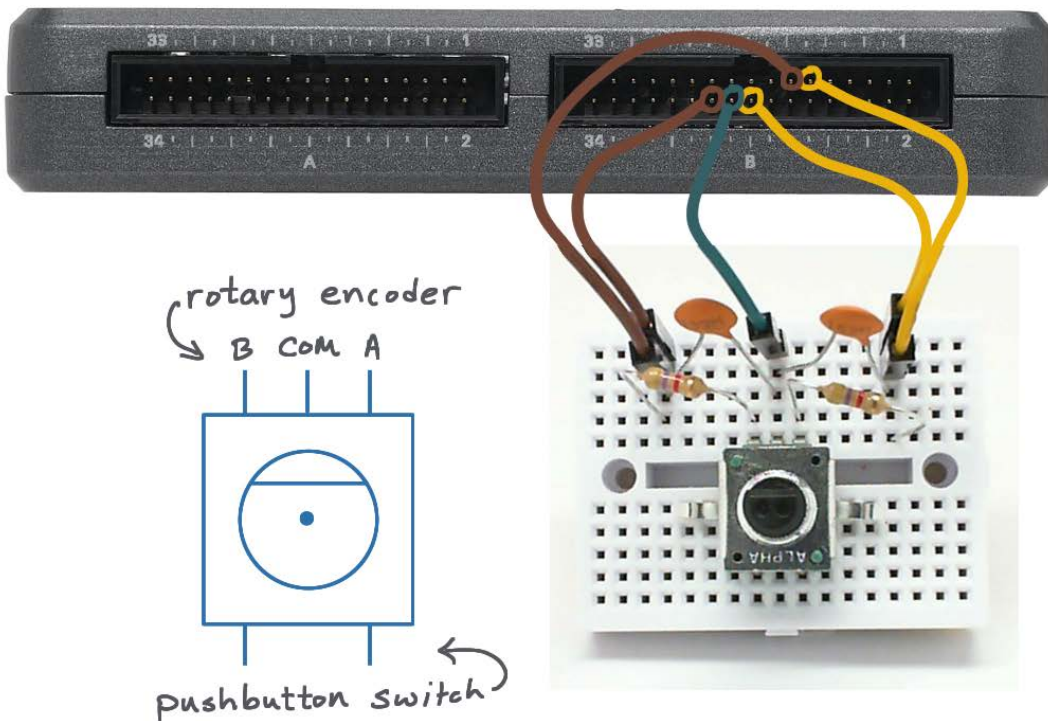 33 1 33 1
34 2 34 2
A B
rotary encoder
B COM A
ALPHA
pushbutton switch